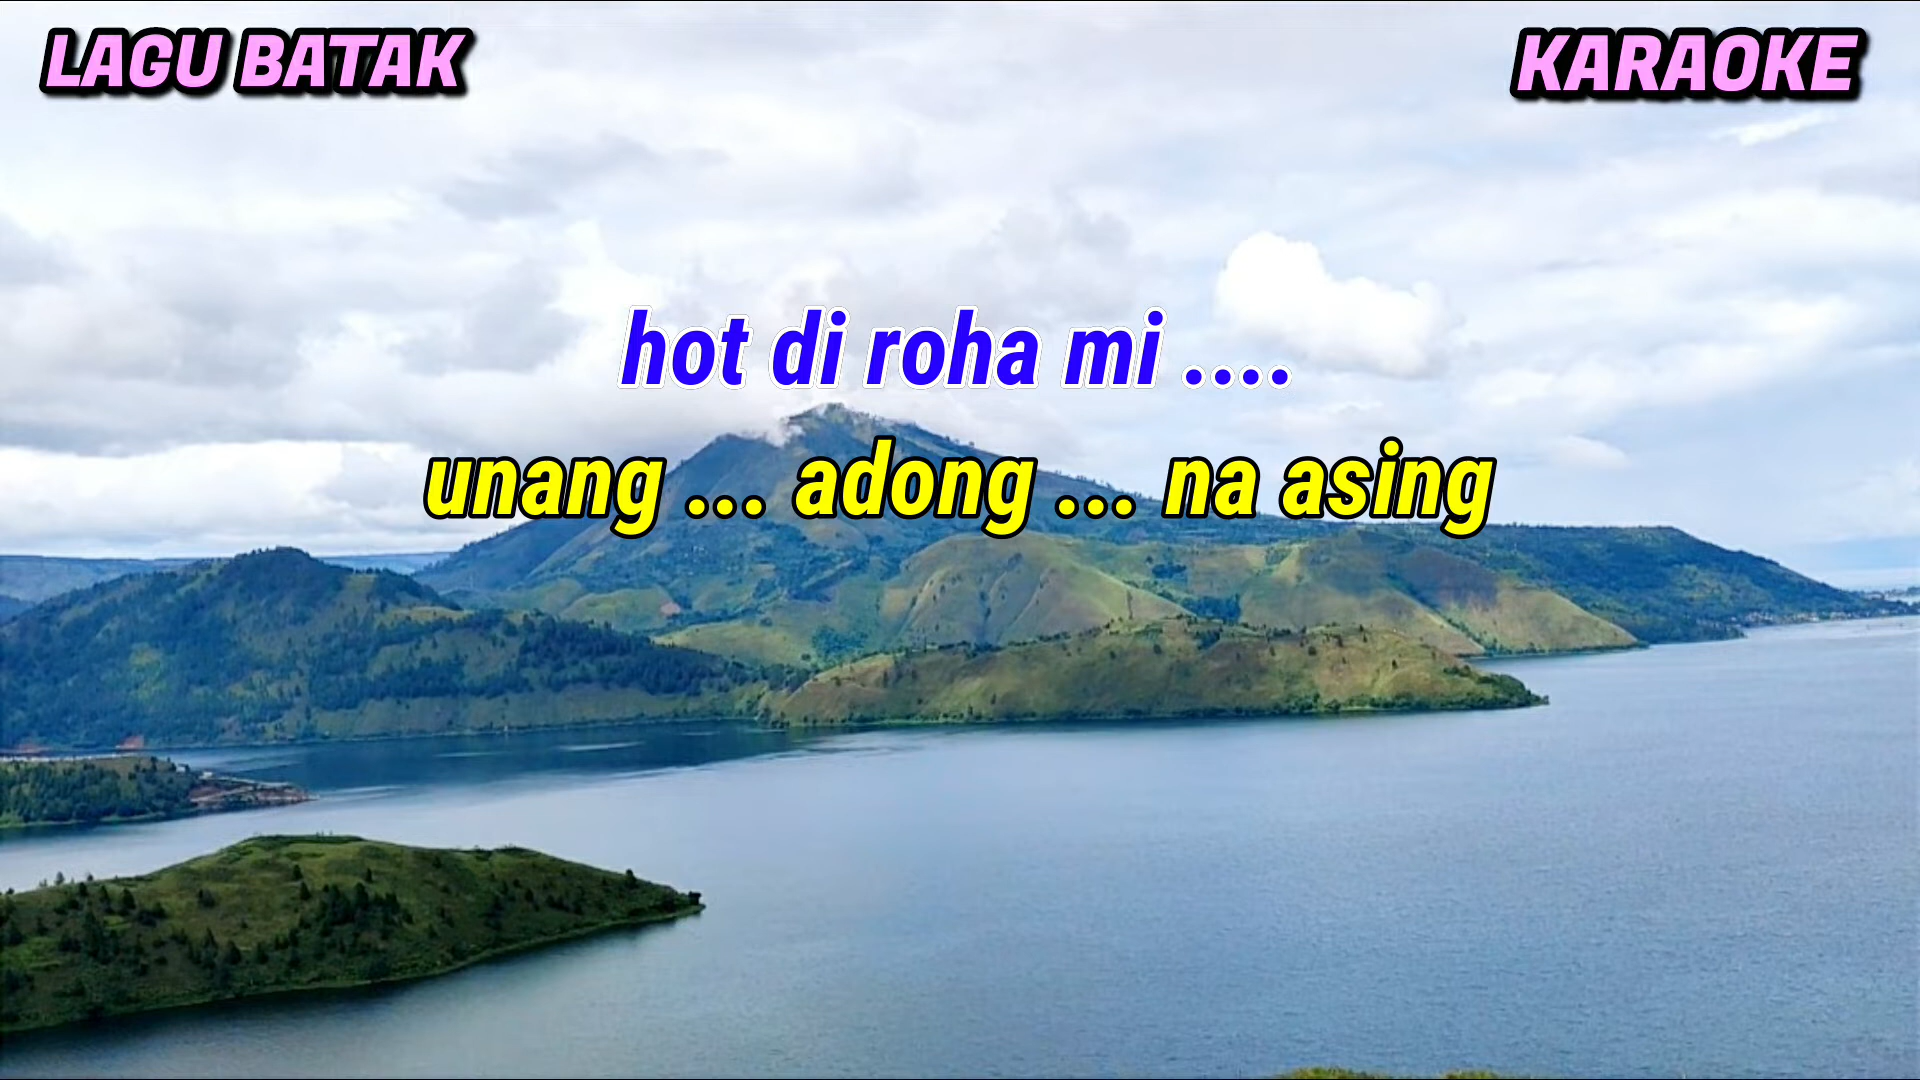 LAGU BATAK
KARAOKE
hot di roha mi ....
unang ... adong ... na asing